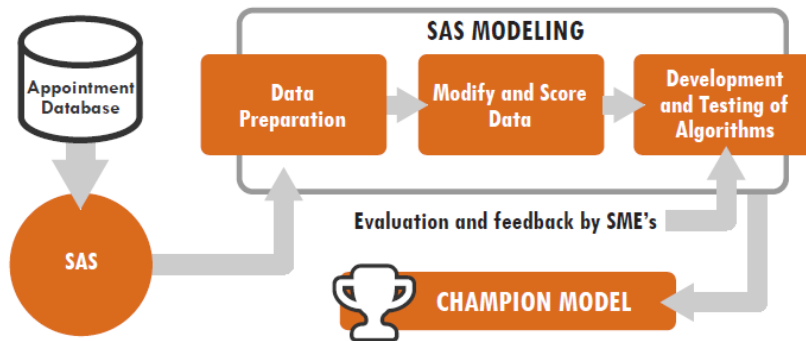 SAS MODELING
Appointment
Database
Data
Preparation
Modify and Score
Data
Development
and Testing of
Algorithms
Evaluation and feedback by SME's
SAS
CHAMPION MODEL